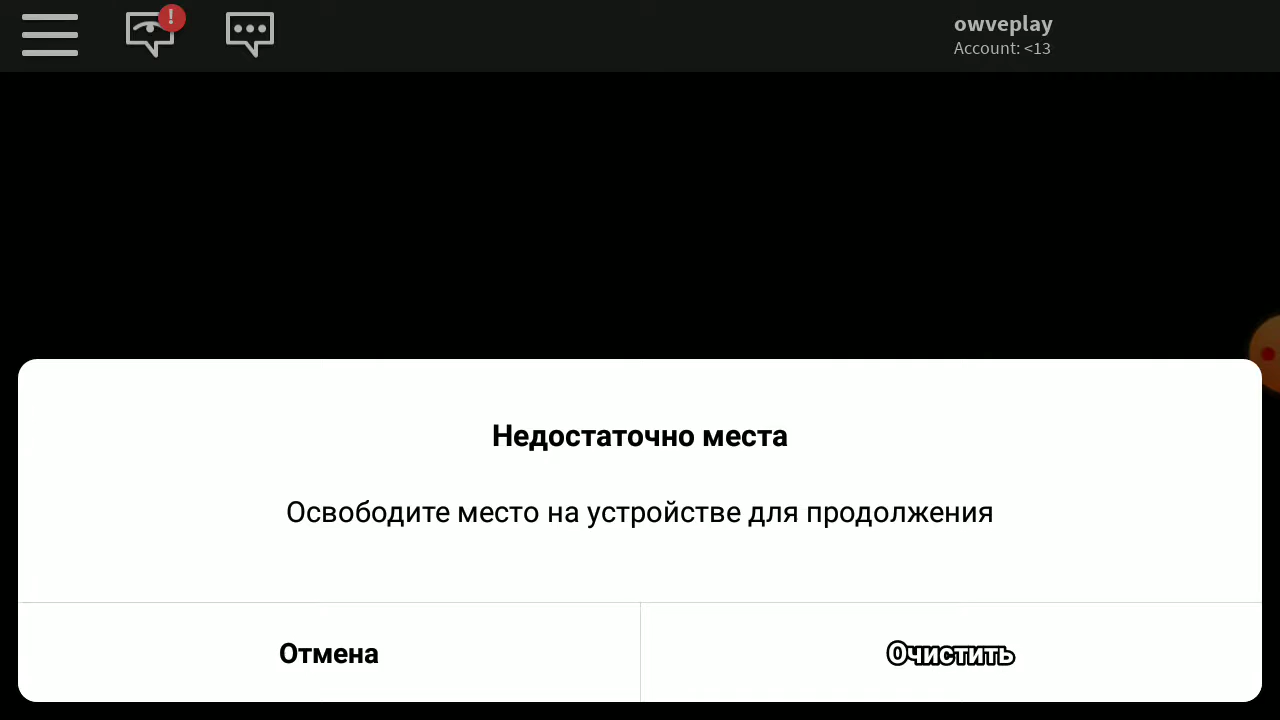 owveplay
Account: <13
Недостаточно места
Освободите место на устройстве для продолжения
Отмена
Очистить